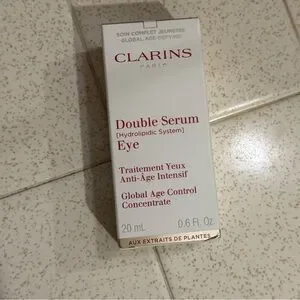 SOIN COMPLET JEUNESSE
GLOBAL AGE-DEFYING
CLARINS
PARIS
Double Serum
[Hydrolipidic System]
Eye
Traitement Yeux
Anti-Âge Intensif
Global Age Control
Concentrate
20 mL 0.6 Fl. Oz.
AUX EXTRAITS DE PLANTES